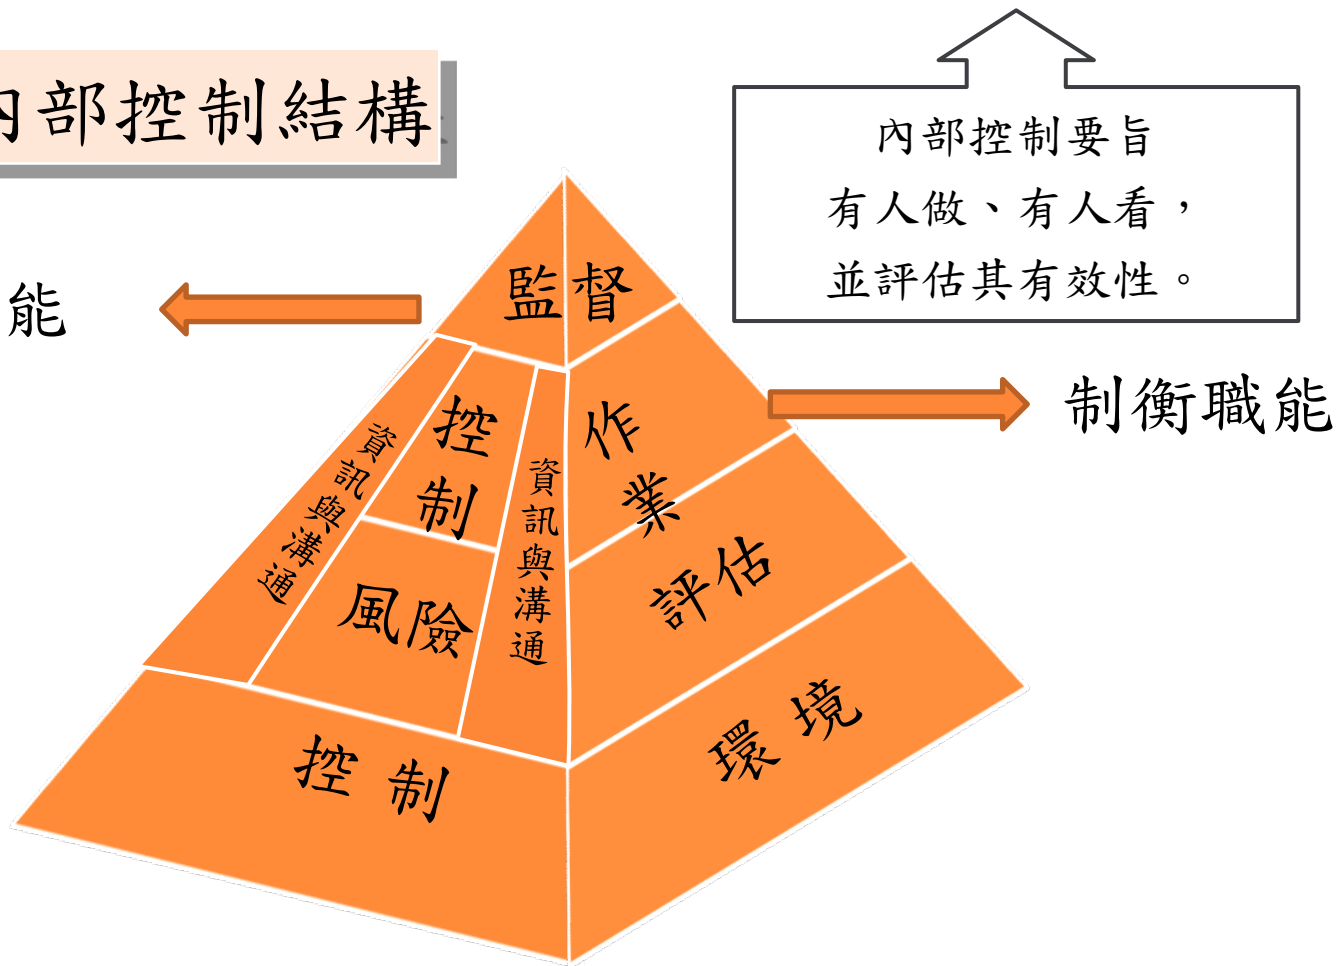 內部控制結構
內部控制要旨
有人做、有人看，
並評估其有效性。
監督
能
制衡職能
控制
作業
資訊與溝通
資訊與溝通
風險
評估
控制
環境